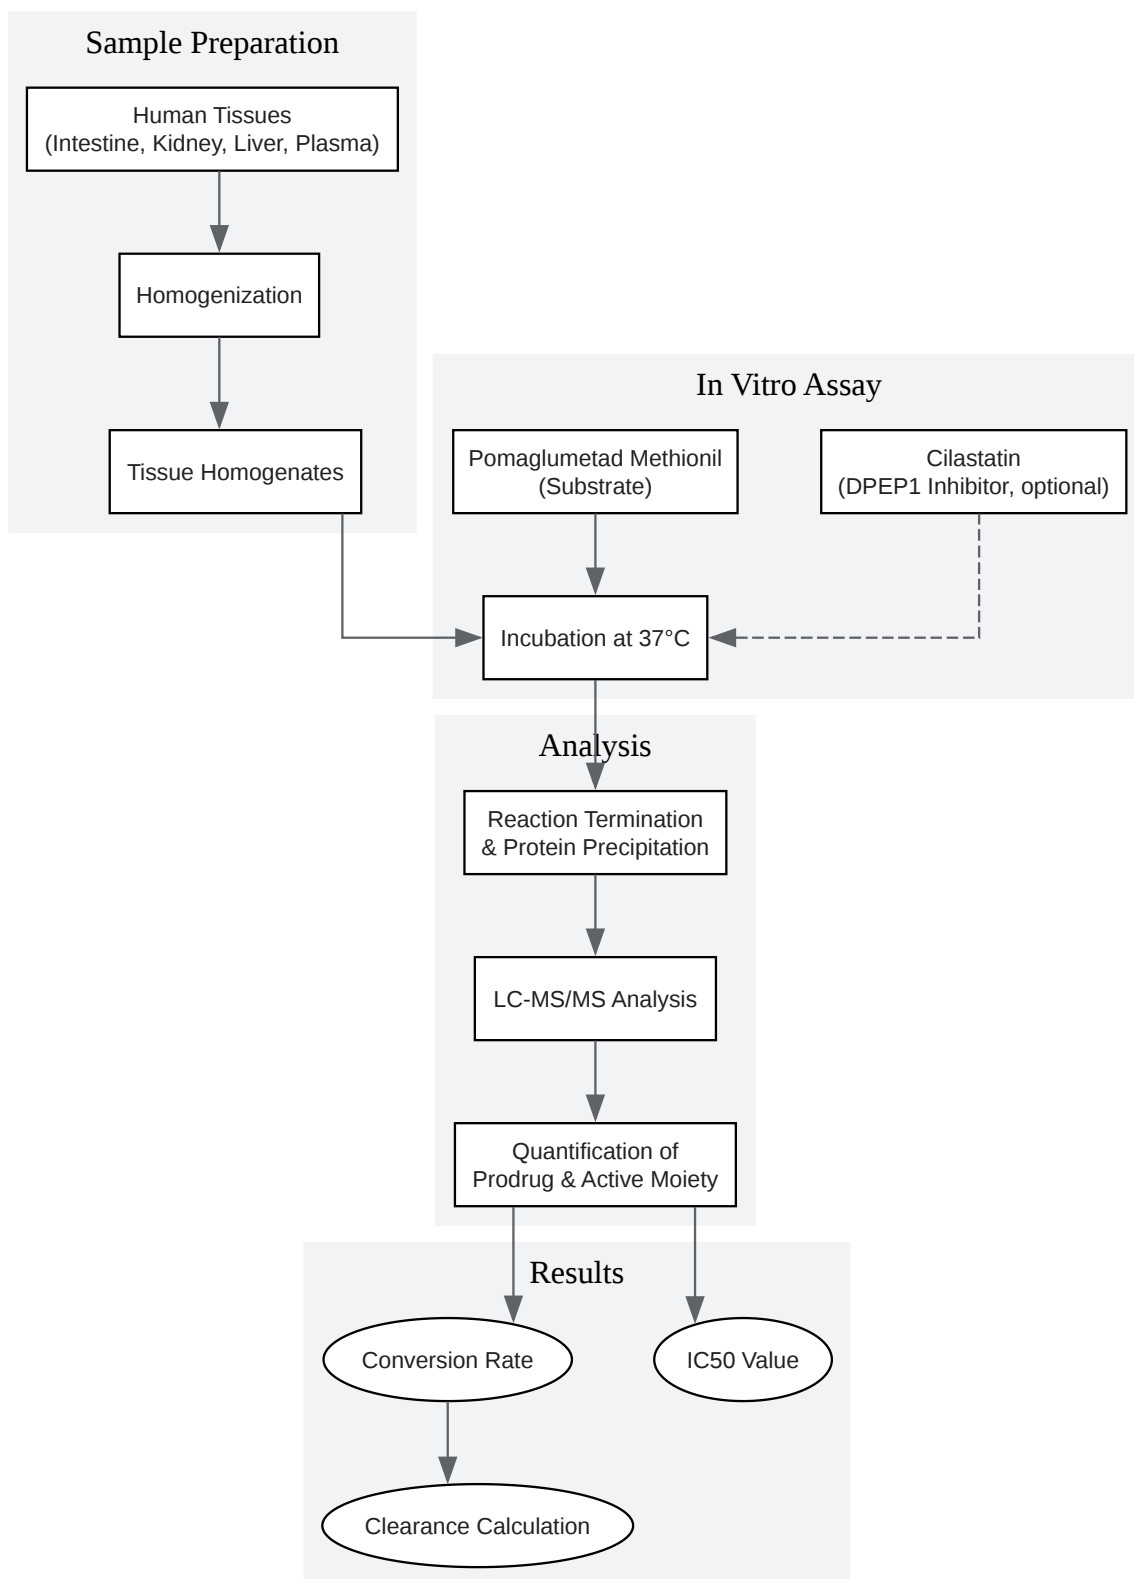 Sample Preparation
Human Tissues
(Intestine, Kidney, Liver, Plasma)
Homogenization
Tissue Homogenates
In Vitro Assay
Pomaglumetad Methionil
(Substrate)
Cilastatin
(DPEP1 Inhibitor, optional)
Incubation at 37°C
Analysis
Reaction Termination
& Protein Precipitation
LC-MS/MS Analysis
Quantification of
Prodrug & Active Moiety
Results
Conversion Rate
IC50 Value
Clearance Calculation